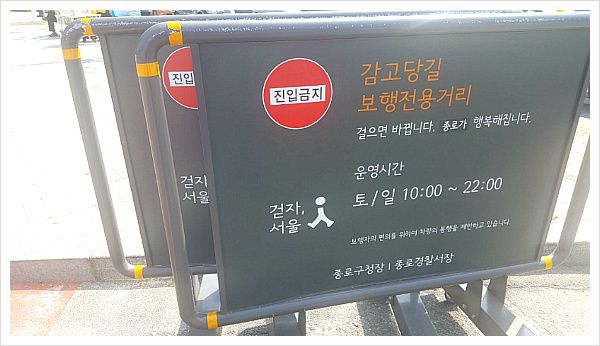 진입금지
감고당길
보행전용거리
걸으면 바뀝니다. 종로가 행복해집니다.
운영시간
토/일 10:00 ~ 22:00
걷자,
서울
보행자의 편의를 위하여 차량의 통행을 제한하고 있습니다.
종로구청장 | 종로경찰서장
진입
걷자,
서울